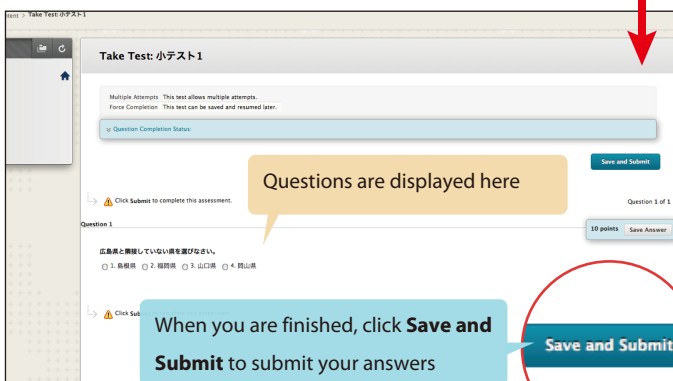 ntent > Take Test: 小テスト1
Take Test: 小テスト1
Multiple Attempts This test allows multiple attempts.
Force Completion This test can be saved and resumed later.
Question Completion Status:
Save and Submit
Questions are displayed here
Click Submit to complete this assessment.
Question 1 of 1
Question 1
10 points Save Answer
広島県と隣接していない県を選びなさい。
1. 島根県 2. 福岡県 3. 山口県 4. 岡山県
Click Sub
When you are finished, click Save and
Submit to submit your answers
Save and Submit